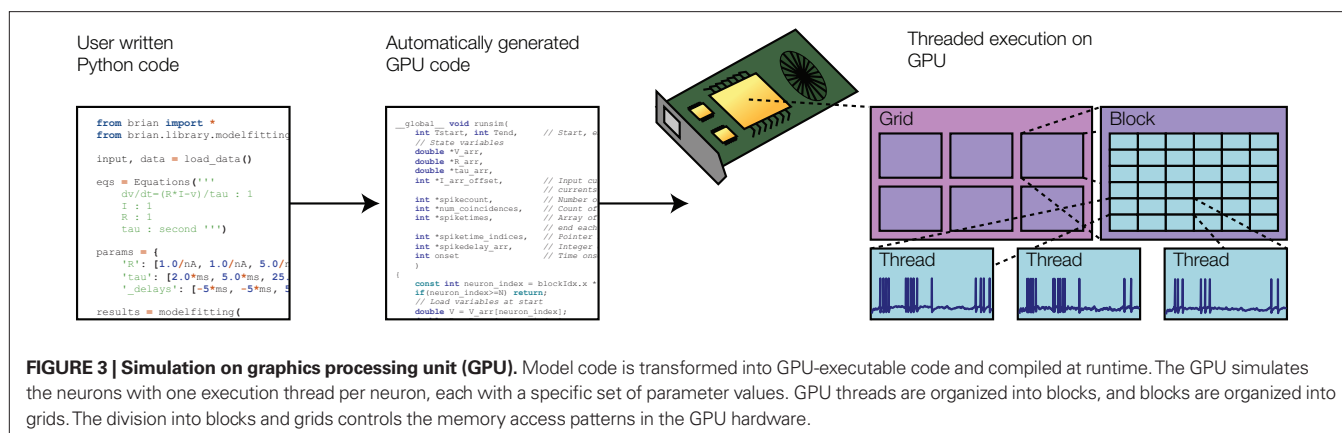 User written
Python code
Automatically generated
GPU code
Threaded execution on
GPU
from brian import *
from brian.library.modelfitting
input, data = load_data()
eqs = Equations('''
dv/dt=(R*I-v)/tau : 1
I : 1
R : 1
tau : second ''')
params = {
'R': [1.0/nA, 1.0/nA, 5.0/n
'tau': [2.0*ms, 5.0*ms, 25.
'_delays': [-5*ms, -5*ms, 5
results = modelfitting(
__global__ void runsim(
int Tstart, int Tend, // Start, e
// State variables
double *V_arr,
double *R_arr,
double *tau_arr,
int *I_arr_offset, // Input cu
// currents
int *spikecount, // Number o
int *num_coincidences, // Count of
int *spiketimes, // Array of
// end each
int *spiketime_indices, // Pointer
int *spikedelay_arr, // Integer
int onset // Time ons
)
{
const int neuron_index = blockIdx.x *
if(neuron_index>=N) return;
// Load variables at start
double V = V_arr[neuron_index];
Grid
Block
Thread
Thread
Thread
FIGURE 3 | Simulation on graphics processing unit (GPU). Model code is transformed into GPU-executable code and compiled at runtime. The GPU simulates
the neurons with one execution thread per neuron, each with a specific set of parameter values. GPU threads are organized into blocks, and blocks are organized into
grids. The division into blocks and grids controls the memory access patterns in the GPU hardware.